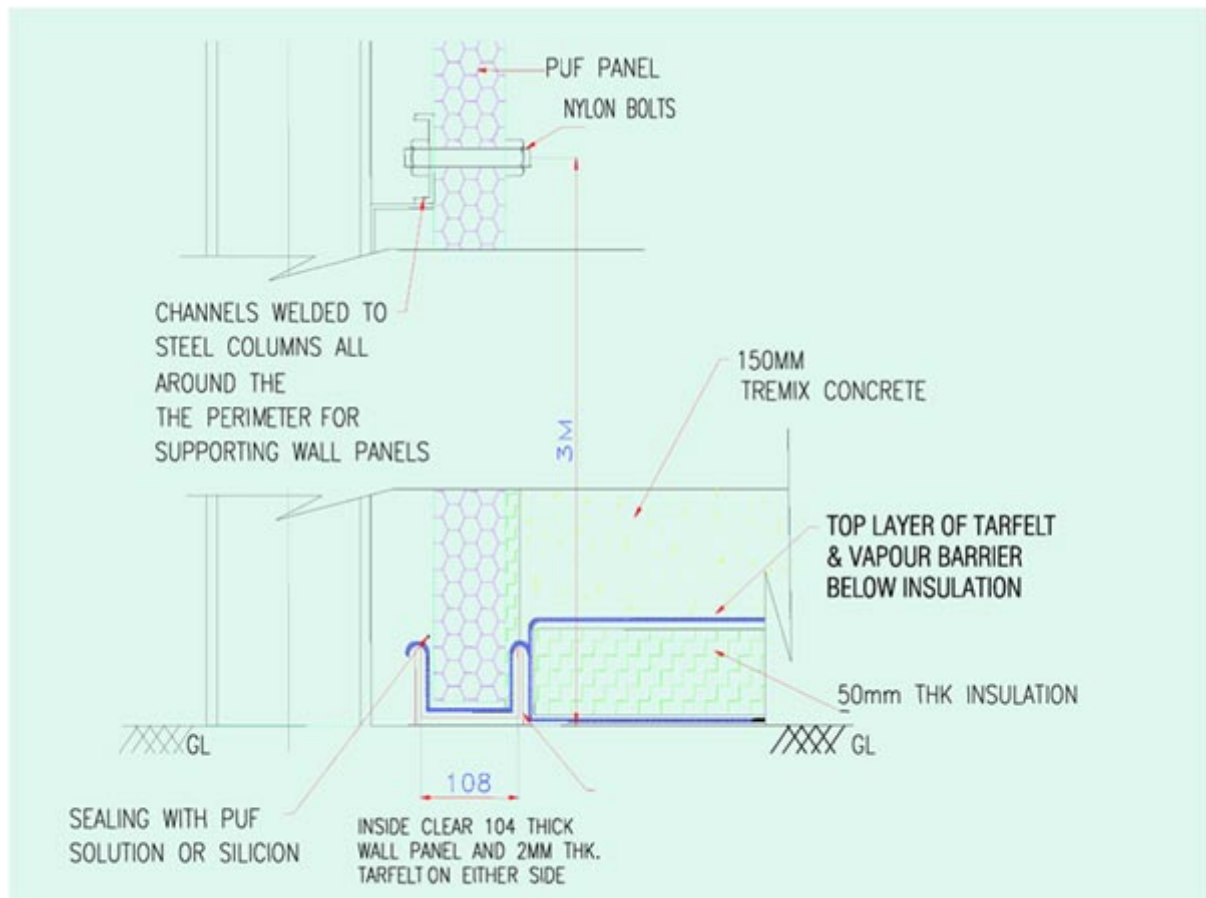 PUF PANEL
NYLON BOLTS
CHANNELS WELDED TO
STEEL COLUMNS ALL
AROUND THE
THE PERIMETER FOR
SUPPORTING WALL PANELS
150MM
TREMIX CONCRETE
3M
TOP LAYER OF TARFELT
& VAPOUR BARRIER
BELOW INSULATION
50mm THK INSULATION
GL
GL
108
SEALING WITH PUF
SOLUTION OR SILICION
INSIDE CLEAR 104 THICK
WALL PANEL AND 2MM THK.
TARFELT ON EITHER SIDE